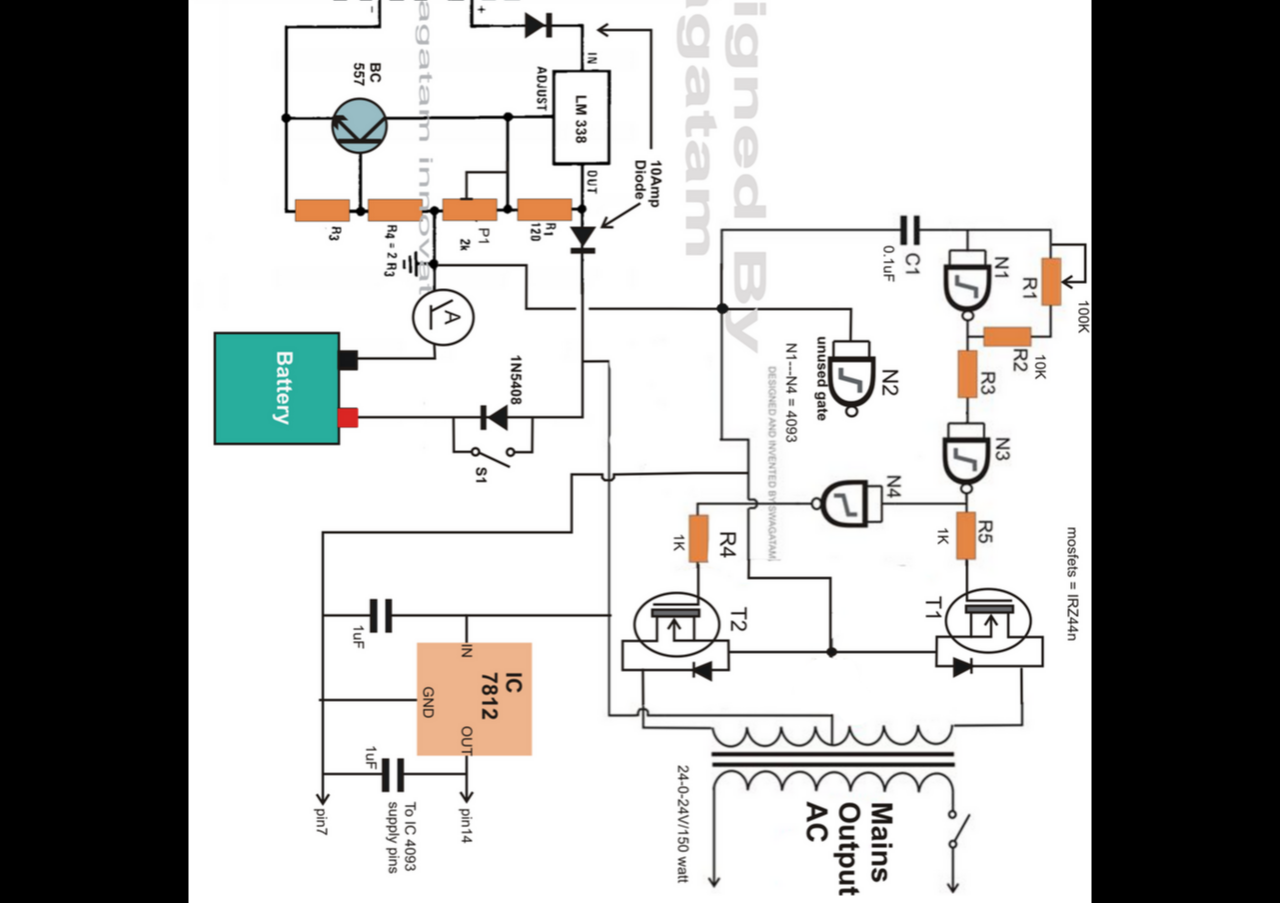 -
+
IN
ADJUST
LM 338
OUT
BC
557
10Amp
Diode
R1
120
P1
2k
R4 = 2 R3
R3
A
Battery
1N5408
S1
igned By
agatam
agatam innovat
C1
0.1uF
N1
R1
100K
R2
10K
R3
N2
unused gate
N1---N4 = 4093
DESIGNED AND INVENTED BY SWAGATAM
N3
N4
R5
1K
R4
1K
mosfets = IRZ44n
T1
T2
IC
7812
IN
GND
OUT
1uF
1uF
pin7
pin14
To IC 4093
supply pins
24-0-24V/150 watt
Mains
Output
AC